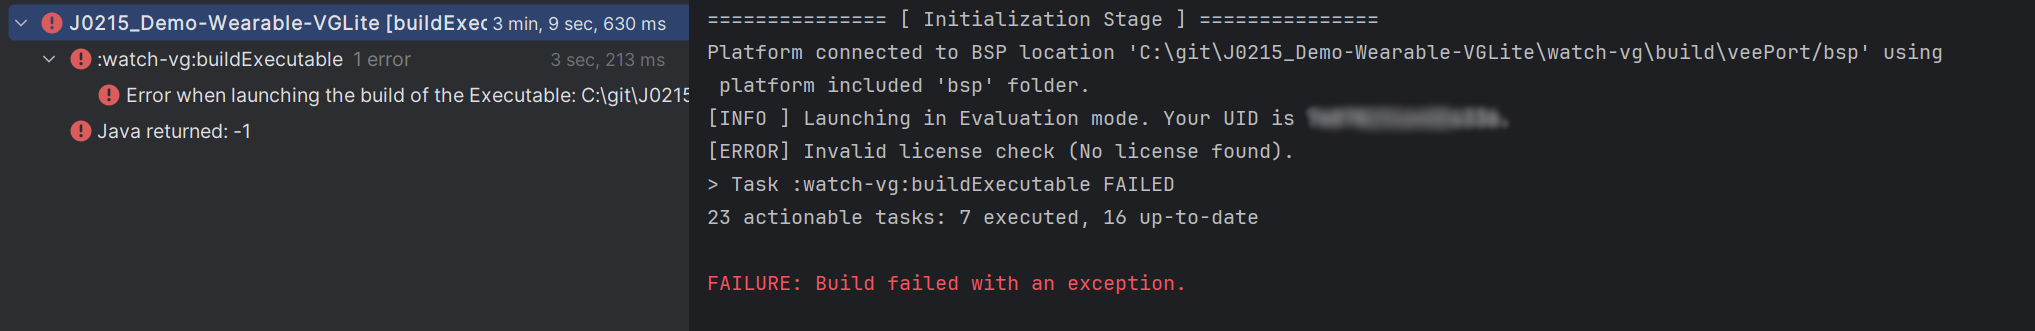 J0215_Demo-Wearable-VGLite [buildExec 3 min, 9 sec, 630 ms
:watch-vg:buildExecutable 1 error 3 sec, 213 ms
Error when launching the build of the Executable: C:\git\J0215
Java returned: -1
=============== [ Initialization Stage ] ===============
Platform connected to BSP location 'C:\git\J0215_Demo-Wearable-VGLite\watch-vg\build\veePort/bsp' using
platform included 'bsp' folder.
[INFO ] Launching in Evaluation mode. Your UID is
[ERROR] Invalid license check (No license found).
> Task :watch-vg:buildExecutable FAILED
23 actionable tasks: 7 executed, 16 up-to-date
FAILURE: Build failed with an exception.